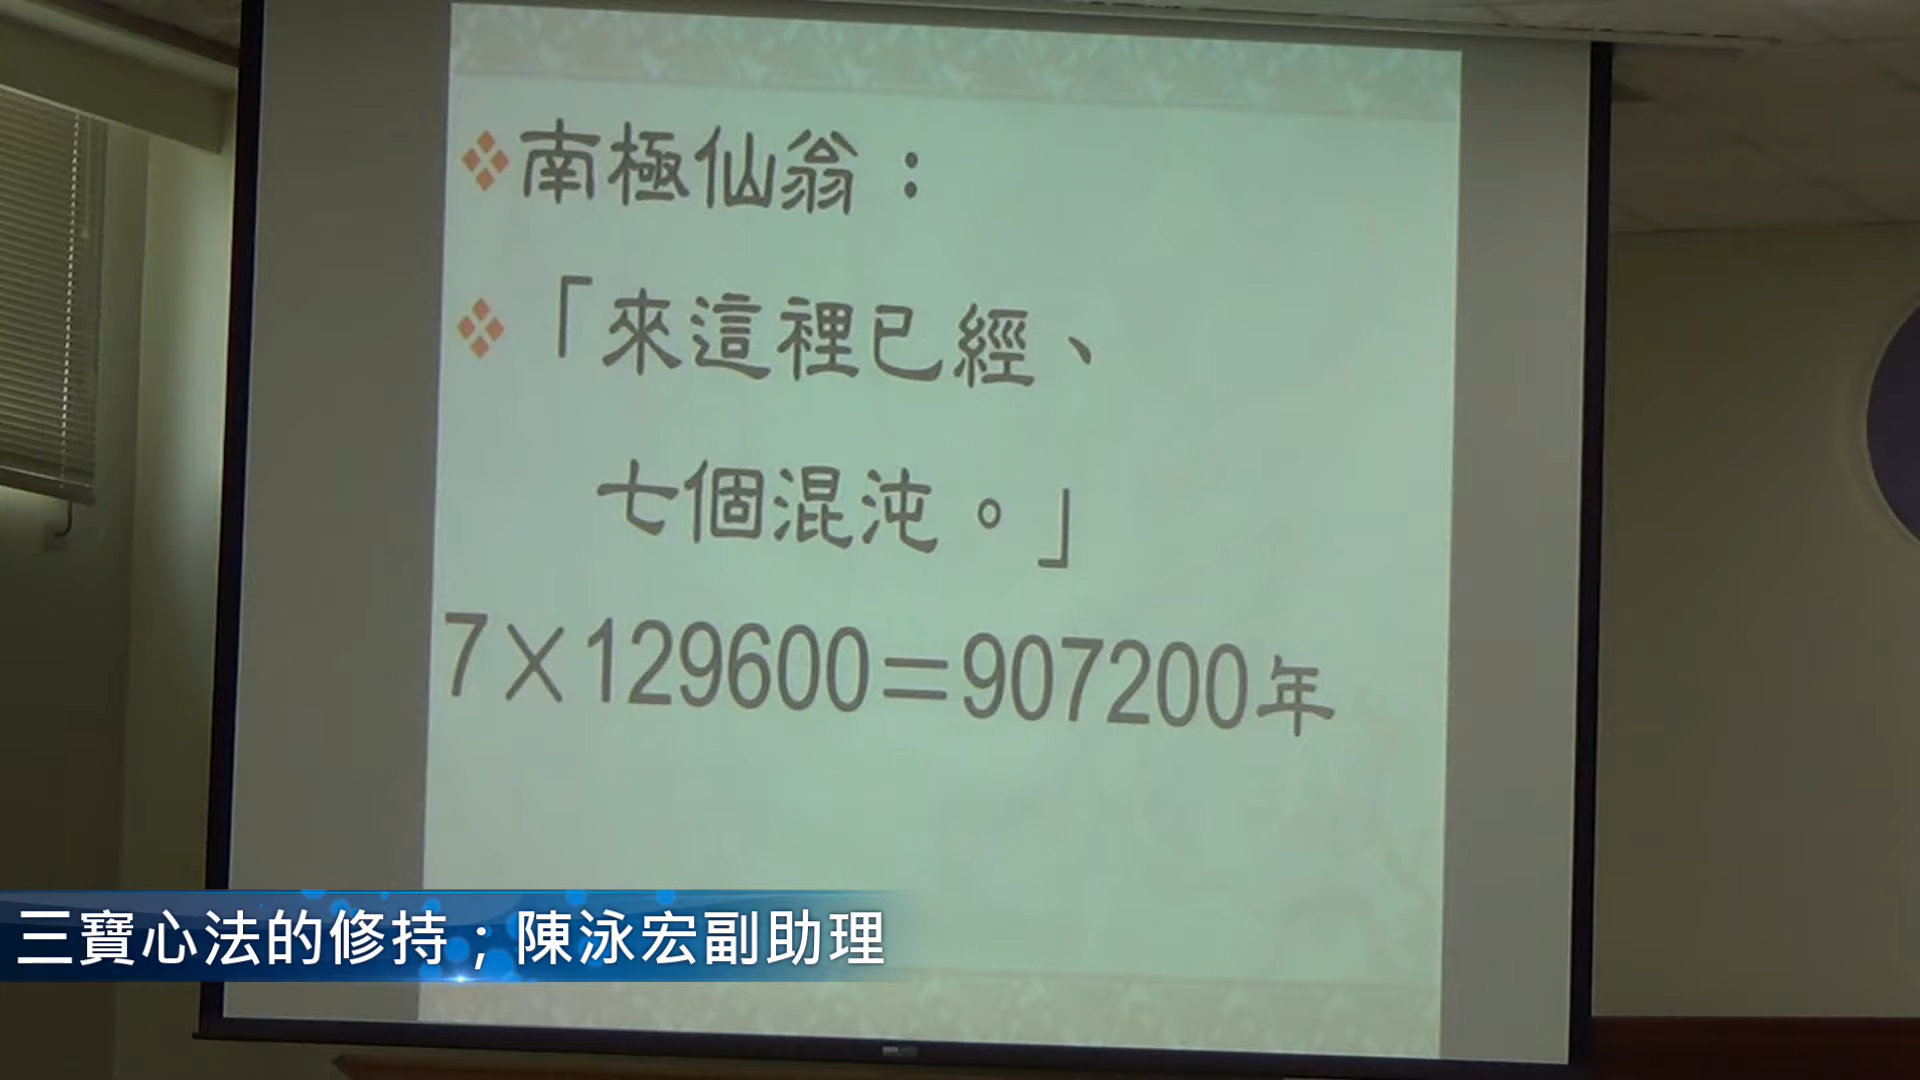 南極仙翁：
「來這裡已經、
七個混沌。」
7×129600＝907200年
三寶心法的修持；陳泳宏副助理